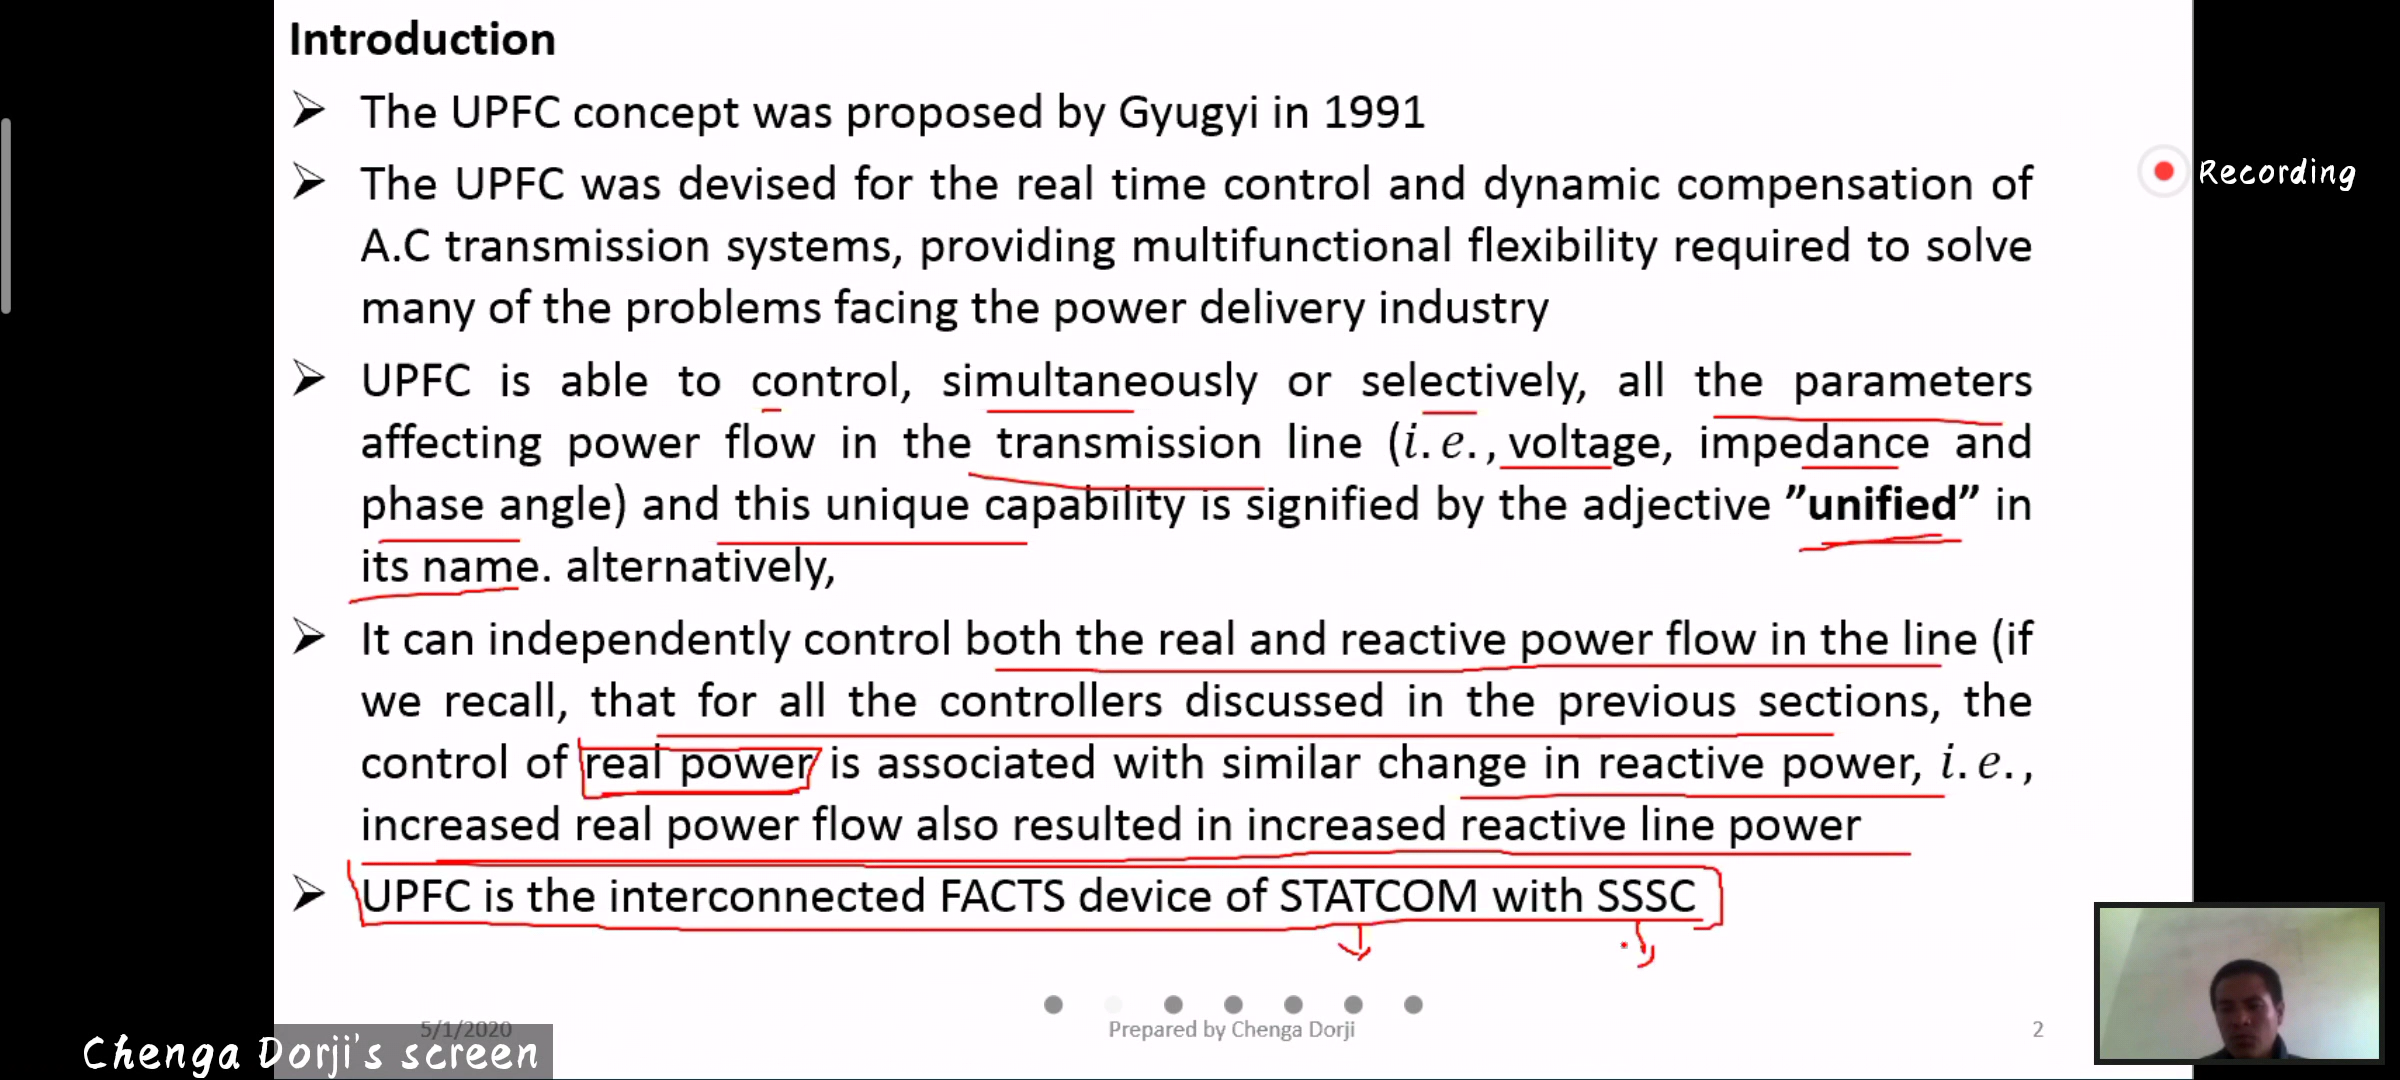 Introduction
➢ The UPFC concept was proposed by Gyugyi in 1991
➢ The UPFC was devised for the real time control and dynamic compensation of
A.C transmission systems, providing multifunctional flexibility required to solve
many of the problems facing the power delivery industry
Recording
➢ UPFC is able to control, simultaneously or selectively, all the parameters
affecting power flow in the transmission line (i.e., voltage, impedance and
phase angle) and this unique capability is signified by the adjective ”unified” in
its name. alternatively,
➢ It can independently control both the real and reactive power flow in the line (if
we recall, that for all the controllers discussed in the previous sections, the
control of real power is associated with similar change in reactive power, i.e.,
increased real power flow also resulted in increased reactive line power
➢ UPFC is the interconnected FACTS device of STATCOM with SSSC
5/1/2020
Prepared by Chenga Dorji
2
Chenga Dorji's screen